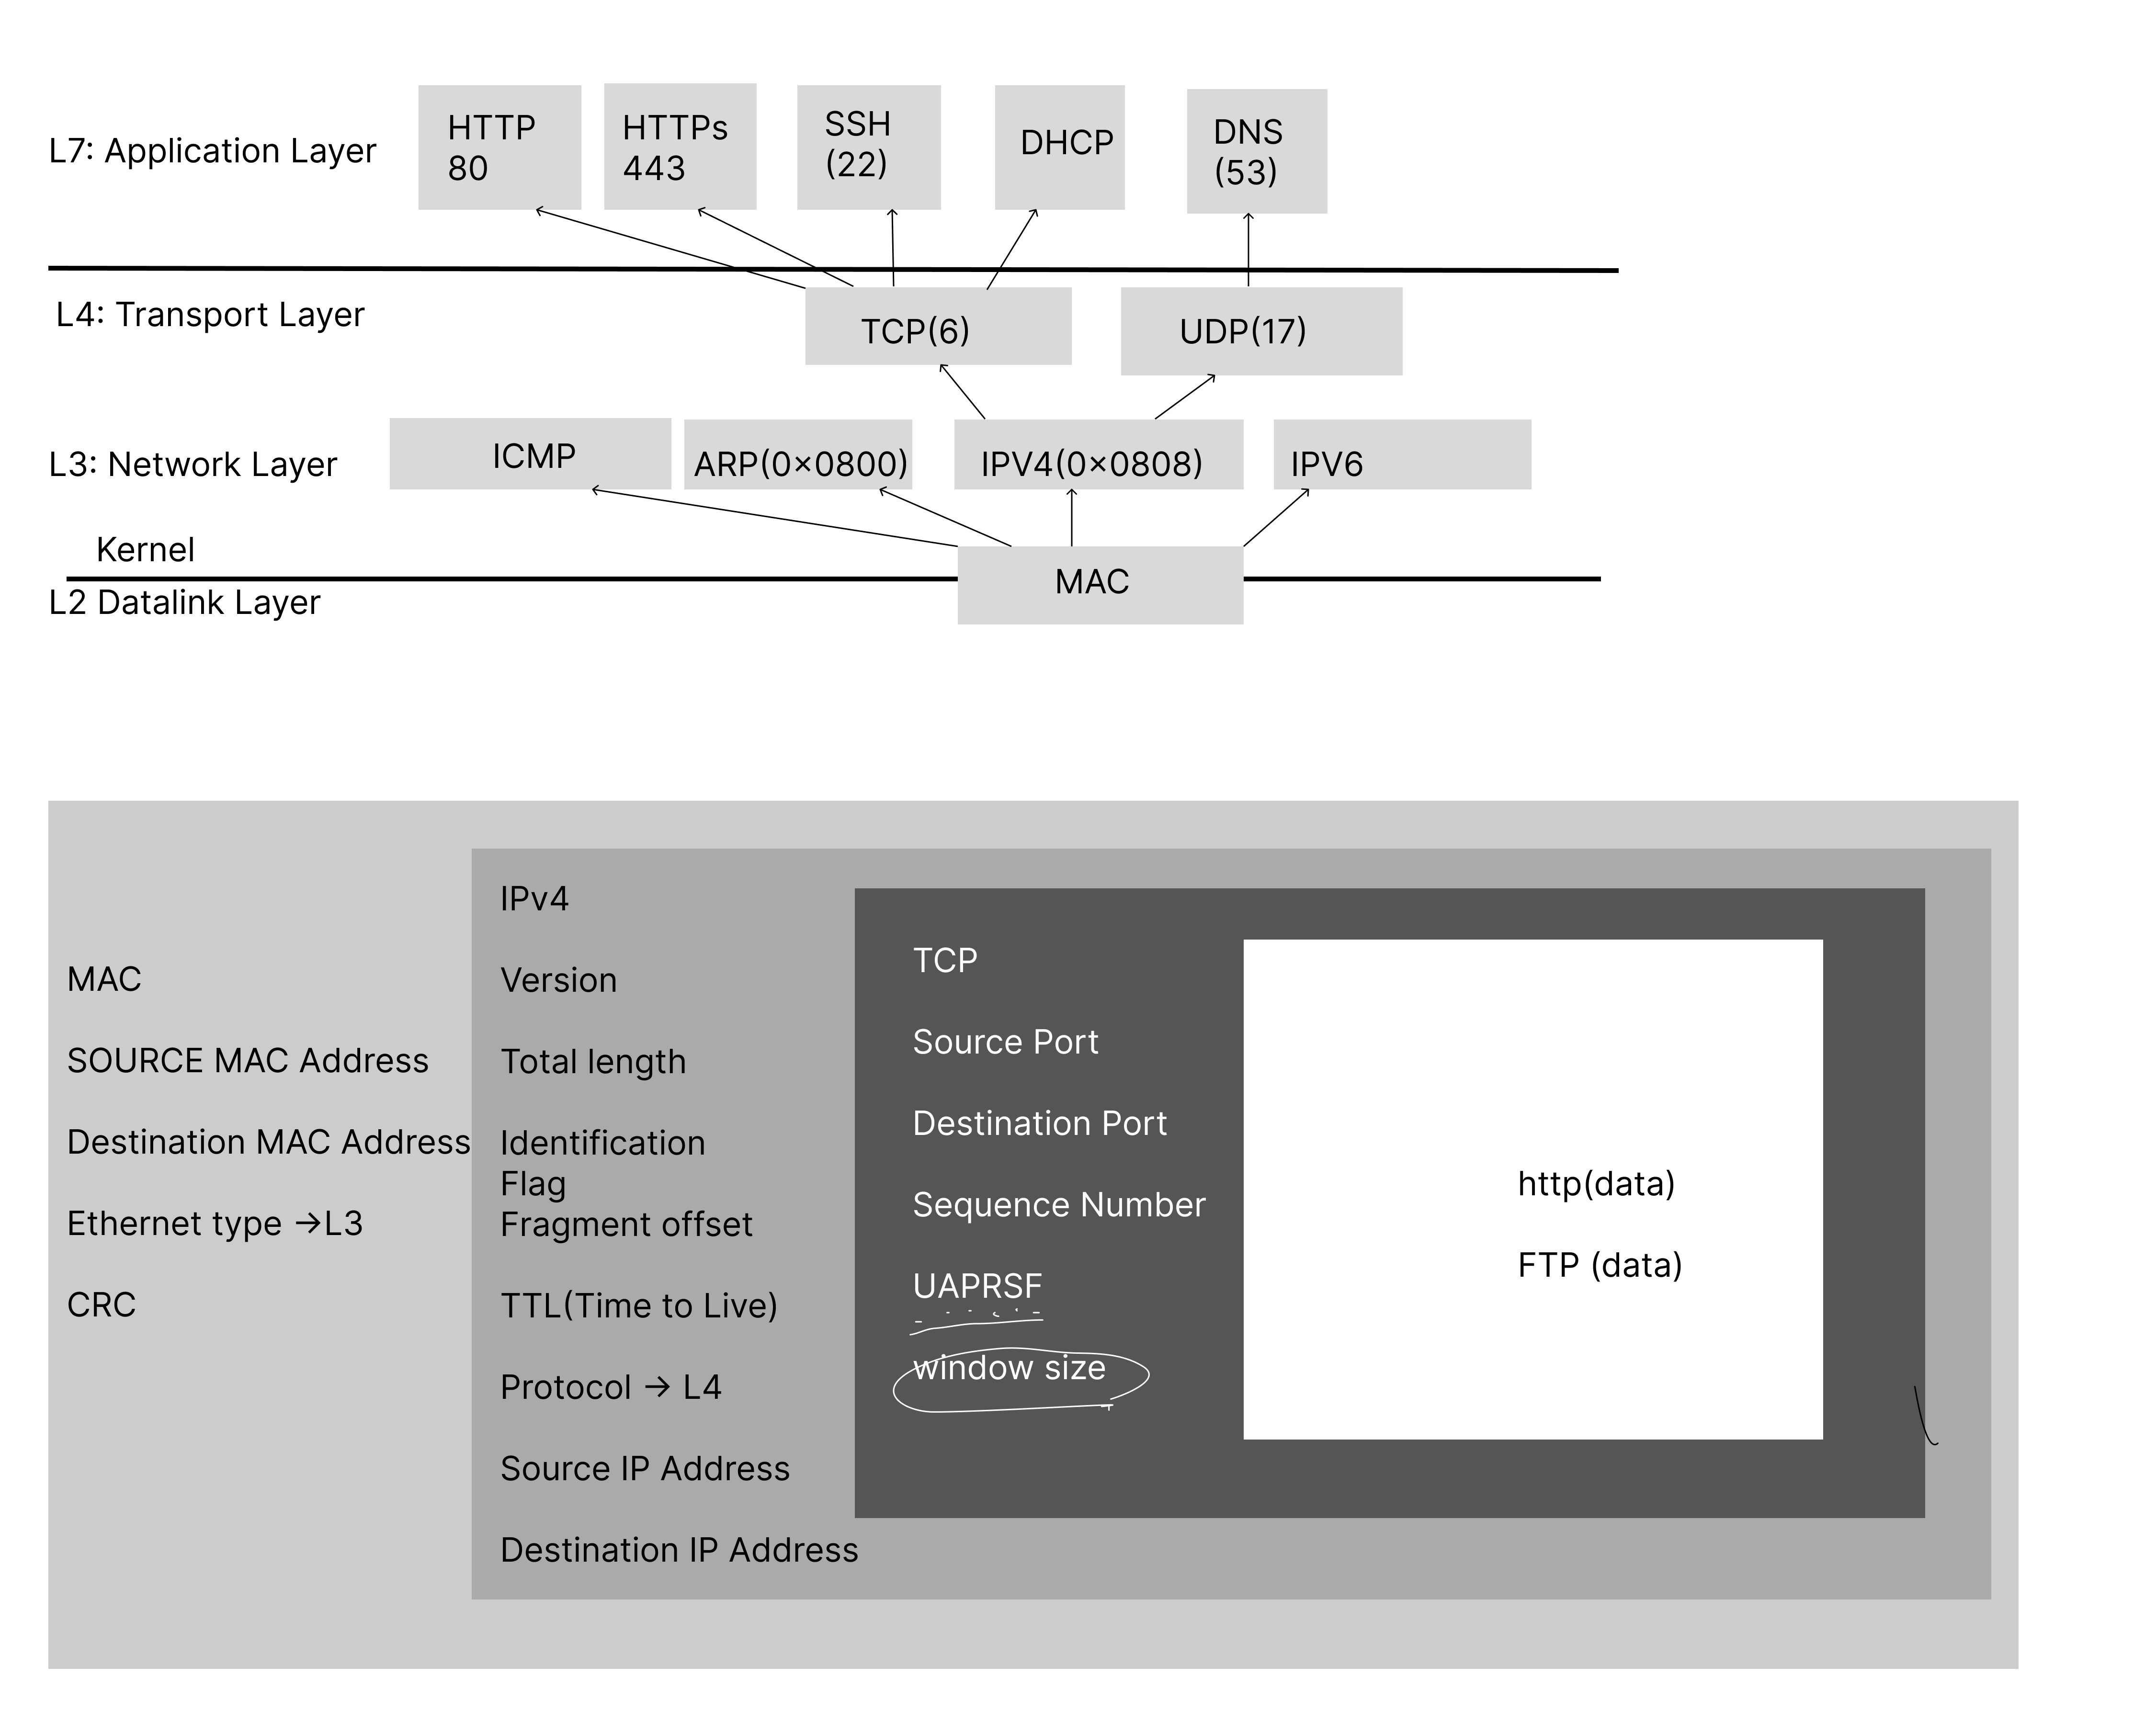 HTTP
80
HTTPs
443
SSH
(22)
DHCP
DNS
(53)
L7: Application Layer
L4: Transport Layer
TCP(6)
UDP(17)
L3: Network Layer
ICMP
ARP(0×0800)
IPV4(0×0808)
IPV6
Kernel
MAC
L2 Datalink Layer
MAC
SOURCE MAC Address
Destination MAC Address
Ethernet type →L3
CRC
IPv4
Version
Total length
Identification
Flag
Fragment offset
TTL(Time to Live)
Protocol → L4
Source IP Address
Destination IP Address
TCP
Source Port
Destination Port
Sequence Number
UAPRSF
window size
http(data)
FTP (data)